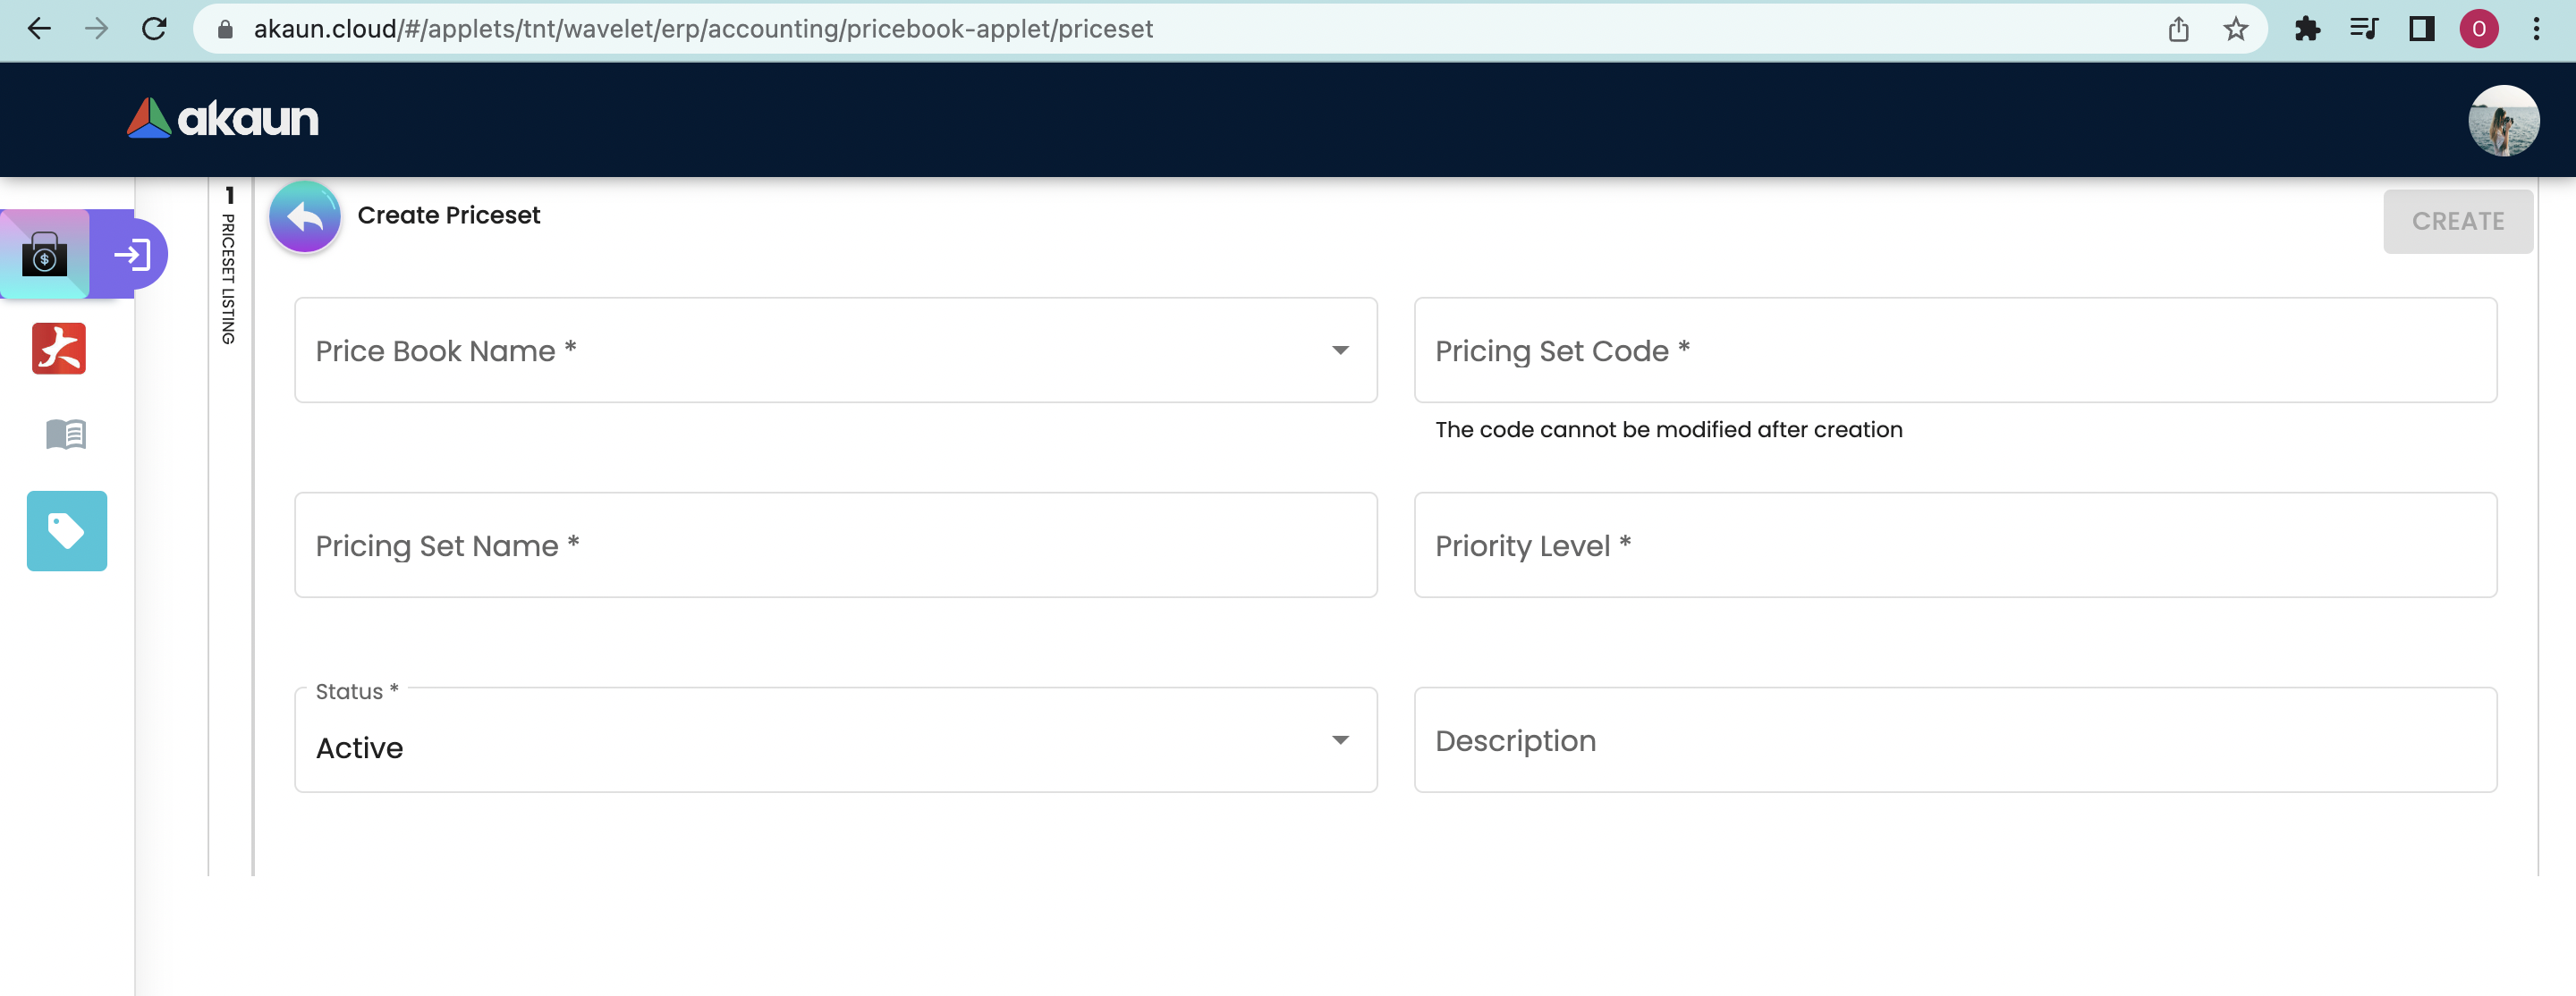 akaun.cloud/#/applets/tnt/wavelet/erp/accounting/pricebook-applet/priceset
O
akaun
1
PRICESET LISTING
Create Priceset
CREATE
$
Price Book Name *
Pricing Set Code *
The code cannot be modified after creation
Pricing Set Name *
Priority Level *
Status *
Active
Description